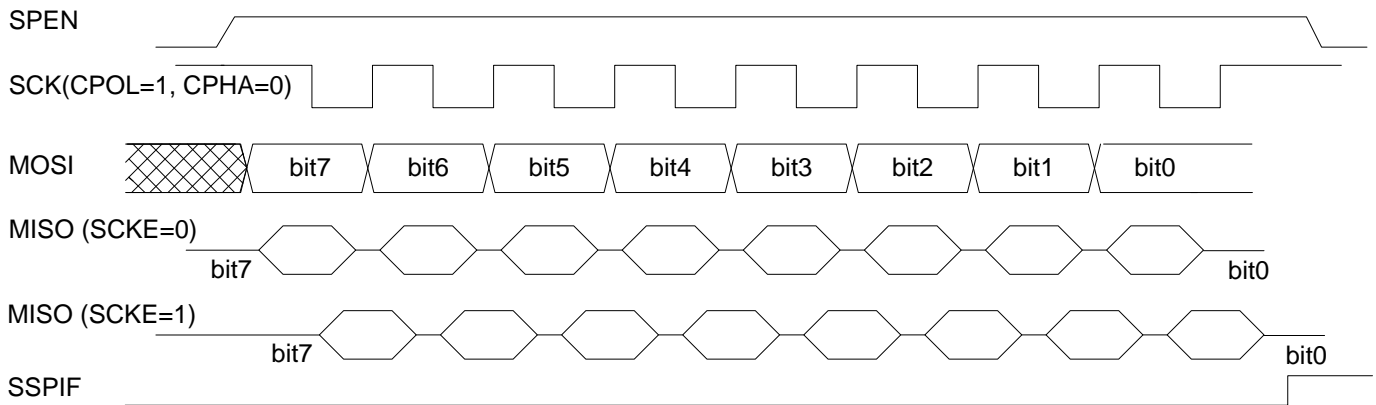 SPEN
SCK(CPOL=1, CPHA=0)
MOSI
bit7 bit6 bit5 bit4 bit3 bit2 bit1 bit0
MISO (SCKE=0)
bit7 bit0
MISO (SCKE=1)
bit7 bit0
SSPIF